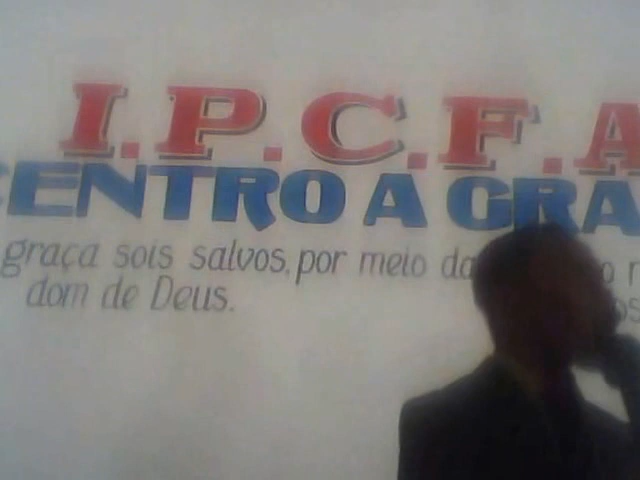 I.P.C.F.A
CENTRO A GRA
graça sois salvos, por meio da
dom de Deus.